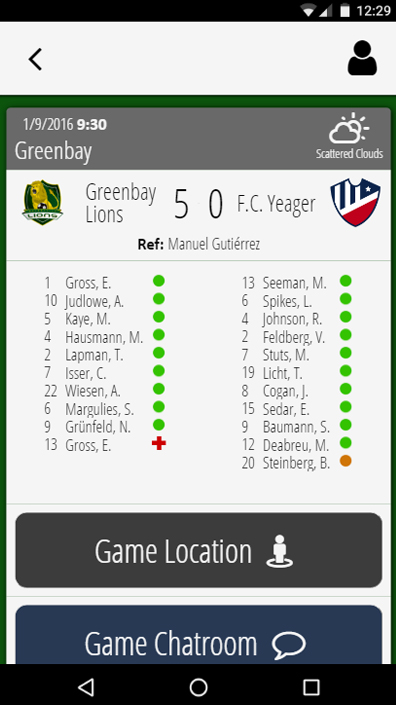 12:29
1/9/2016 9:30
Greenbay
Scattered Clouds
Greenbay
Lions
5 0
F.C. Yeager
LIONS
Ref: Manuel Gutiérrez
1 Gross, E.
10 Judlowe, A.
5 Kaye, M.
4 Hausmann, M.
2 Lapman, T.
7 Isser, C.
22 Wiesen, A.
6 Margulies, S.
9 Grünfeld, N.
13 Gross, E.
13 Seeman, M.
6 Spikes, L.
4 Johnson, R.
2 Feldberg, V.
7 Stuts, M.
19 Licht, T.
8 Cogan, J.
15 Sedar, E.
9 Baumann, S.
12 Deabreu, M.
20 Steinberg, B.
Game Location
Game Chatroom